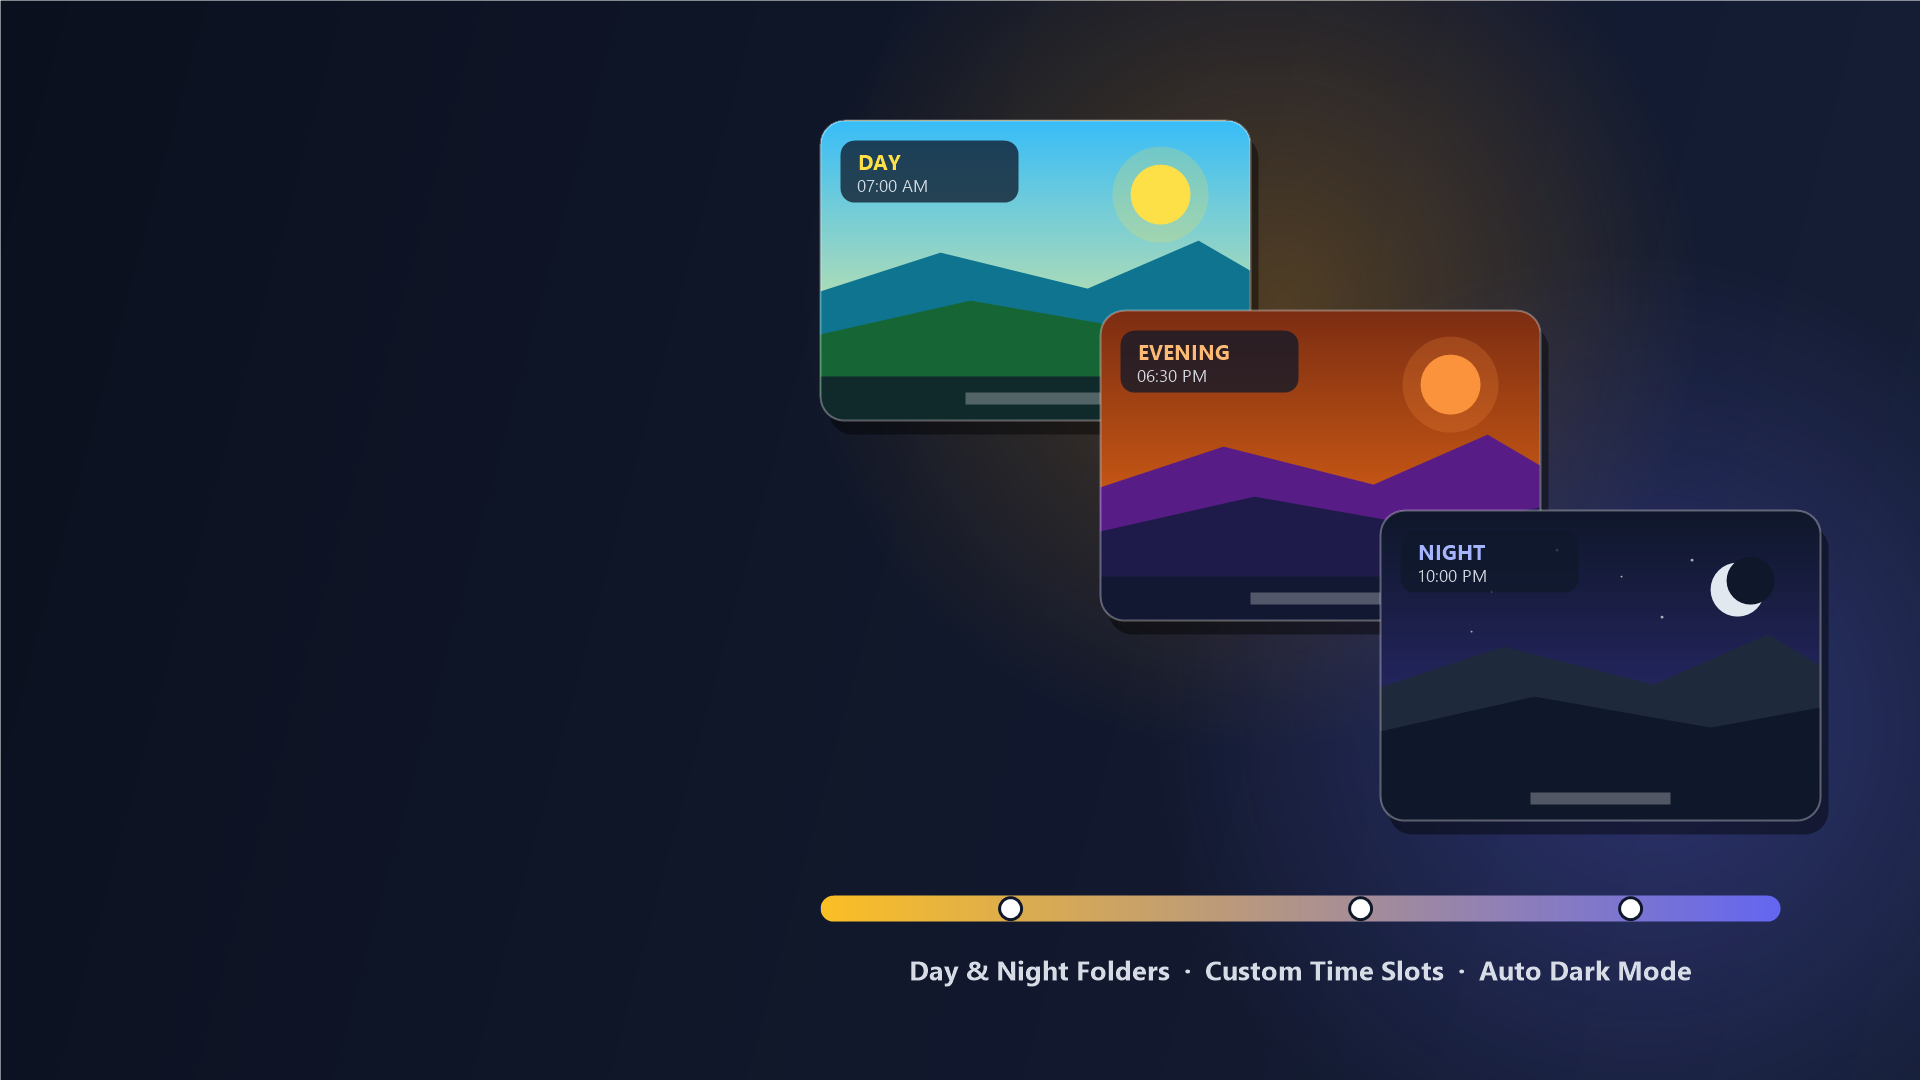 DAY
07:00 AM
EVENING
06:30 PM
NIGHT
10:00 PM
Day & Night Folders · Custom Time Slots · Auto Dark Mode